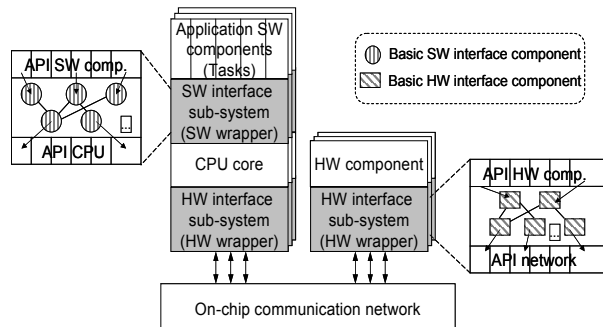 Application SW
components
(Tasks)
API SW comp.
SW interface
sub-system
(SW wrapper)
API CPU
CPU core
HW interface
sub-system
(HW wrapper)
HW component
HW interface
sub-system
(HW wrapper)
Basic SW interface component
Basic HW interface component
API HW comp.
API network
On-chip communication network